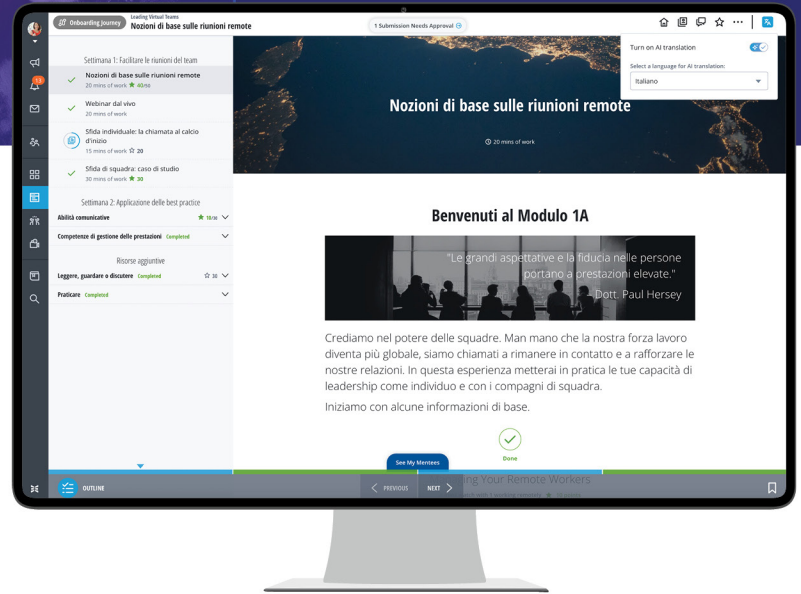 Onboarding Journey
Leading Virtual Teams
Nozioni di base sulle riunioni remote
1 Submission Needs Approval
Turn on AI translation
Select a language for AI translation:
Italiano
13
Settimana 1: Facilitare le riunioni del team
Nozioni di base sulle riunioni remote
20 mins of work
Webinar dal vivo
20 mins of work
Sfida individuale: la chiamata al calcio
d'inizio
15 mins of work 20
Sfida di squadra: caso di studio
30 mins of work 20
Settimana 2: Applicazione delle best practice
Abilità comunicative
Competenze di gestione delle prestazioni Completed
Risorse aggiuntive
Leggere, guardare o discutere Completed 30
Praticare Completed
Nozioni di base sulle riunioni remote
20 mins of work
Benvenuti al Modulo 1A
"Le grandi aspettative e la fiducia nelle persone
portano a prestazioni elevate."
—Dott. Paul Hersey
Crediamo nel potere delle squadre. Man mano che la nostra forza lavoro
diventa più globale, siamo chiamati a rimanere in contatto e a rafforzare le
nostre relazioni. In questa esperienza metterai in pratica le tue capacità di
leadership come individuo e con i compagni di squadra.
Iniziamo con alcune informazioni di base.
Done
See My Mentees
ing Your Remote Workers
OUTLINE
PREVIOUS
NEXT